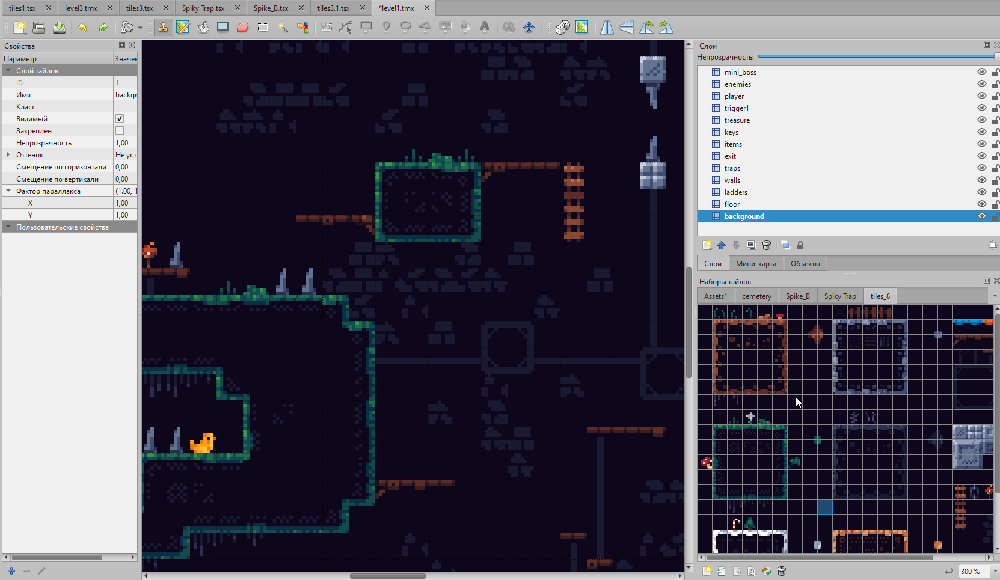 tiles1.tsx level3.tmx tiles3.tsx Spiky Trap.tsx Spike_B.tsx tiles3.1.tsx *level1.tmx
Свойства
Параметр Значен
Слой тайлов
ID 1
Имя backgr
Класс
Видимый
Закреплен
Непрозрачность 1,00
Оттенок Не уст
Смещение по горизонтали 0,00
Смещение по вертикали 0,00
Фактор параллакса (1.00, 1
X 1,00
Y 1,00
Пользовательские свойства
Слои
Непрозрачность:
mini_boss
enemies
player
trigger1
treasure
keys
items
exit
traps
walls
ladders
floor
background
Слои Мини-карта Объекты
Наборы тайлов
Assets1 cemetery Spike_B Spiky Trap tiles_8
300 %